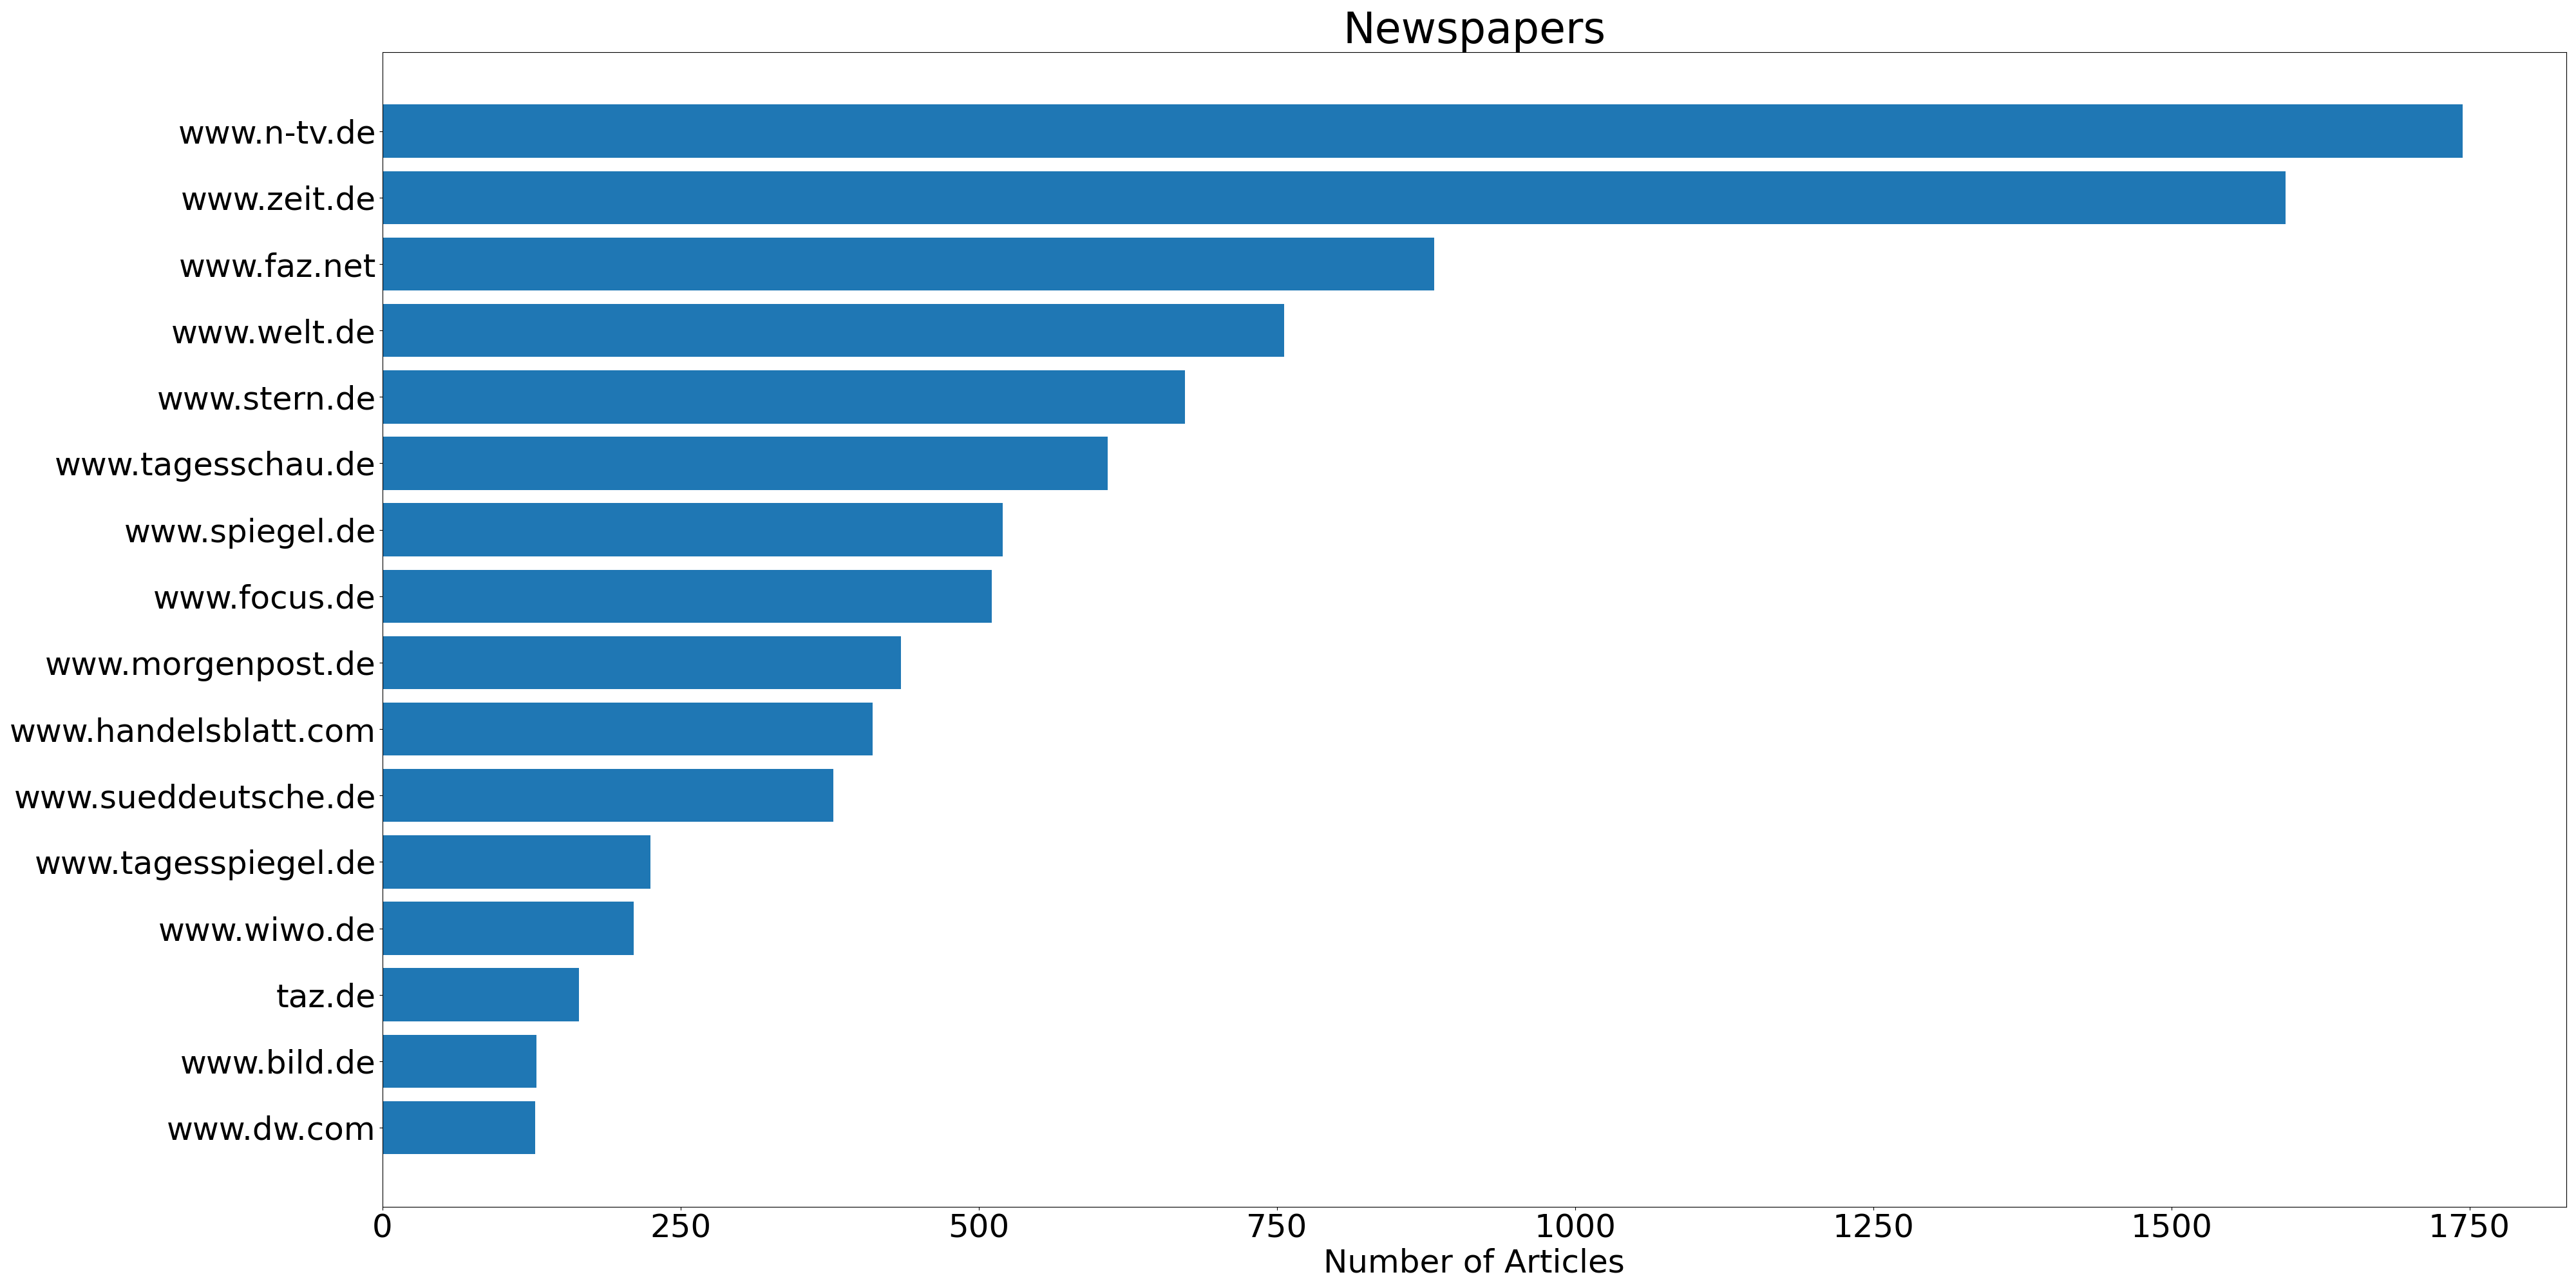 Newspapers
www.n-tv.de
www.zeit.de
www.faz.net
www.welt.de
www.stern.de
www.tagesschau.de
www.spiegel.de
www.focus.de
www.morgenpost.de
www.handelsblatt.com
www.sueddeutsche.de
www.tagesspiegel.de
www.wiwo.de
taz.de
www.bild.de
www.dw.com
0 250 500 750 1000 1250 1500 1750
Number of Articles